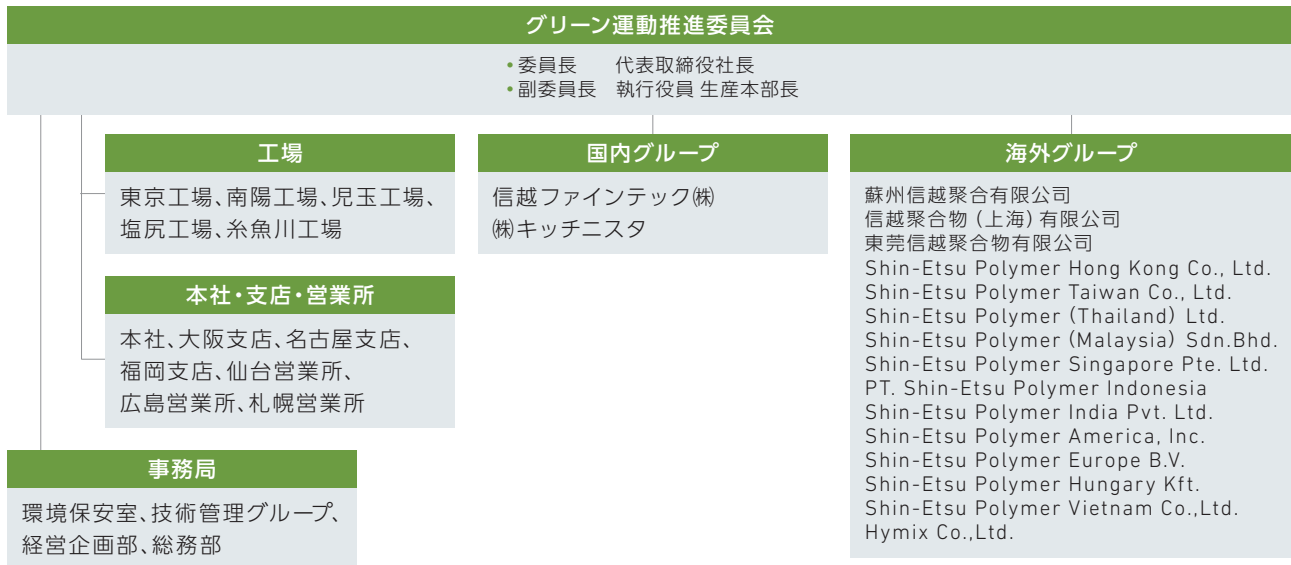 グリーン運動推進委員会
•委員長 代表取締役社長
•副委員長 執行役員 生産本部長
工場
東京工場、南陽工場、児玉工場、
塩尻工場、糸魚川工場
本社・支店・営業所
本社、大阪支店、名古屋支店、
福岡支店、仙台営業所、
広島営業所、札幌営業所
事務局
環境保安室、技術管理グループ、
経営企画部、総務部
国内グループ
信越ファインテック㈱
㈱キッチニスタ
海外グループ
蘇州信越聚合有限公司
信越聚合物（上海）有限公司
東莞信越聚合物有限公司
Shin-Etsu Polymer Hong Kong Co., Ltd.
Shin-Etsu Polymer Taiwan Co., Ltd.
Shin-Etsu Polymer (Thailand) Ltd.
Shin-Etsu Polymer (Malaysia) Sdn.Bhd.
Shin-Etsu Polymer Singapore Pte. Ltd.
PT. Shin-Etsu Polymer Indonesia
Shin-Etsu Polymer India Pvt. Ltd.
Shin-Etsu Polymer America, Inc.
Shin-Etsu Polymer Europe B.V.
Shin-Etsu Polymer Hungary Kft.
Shin-Etsu Polymer Vietnam Co.,Ltd.
Hymix Co.,Ltd.